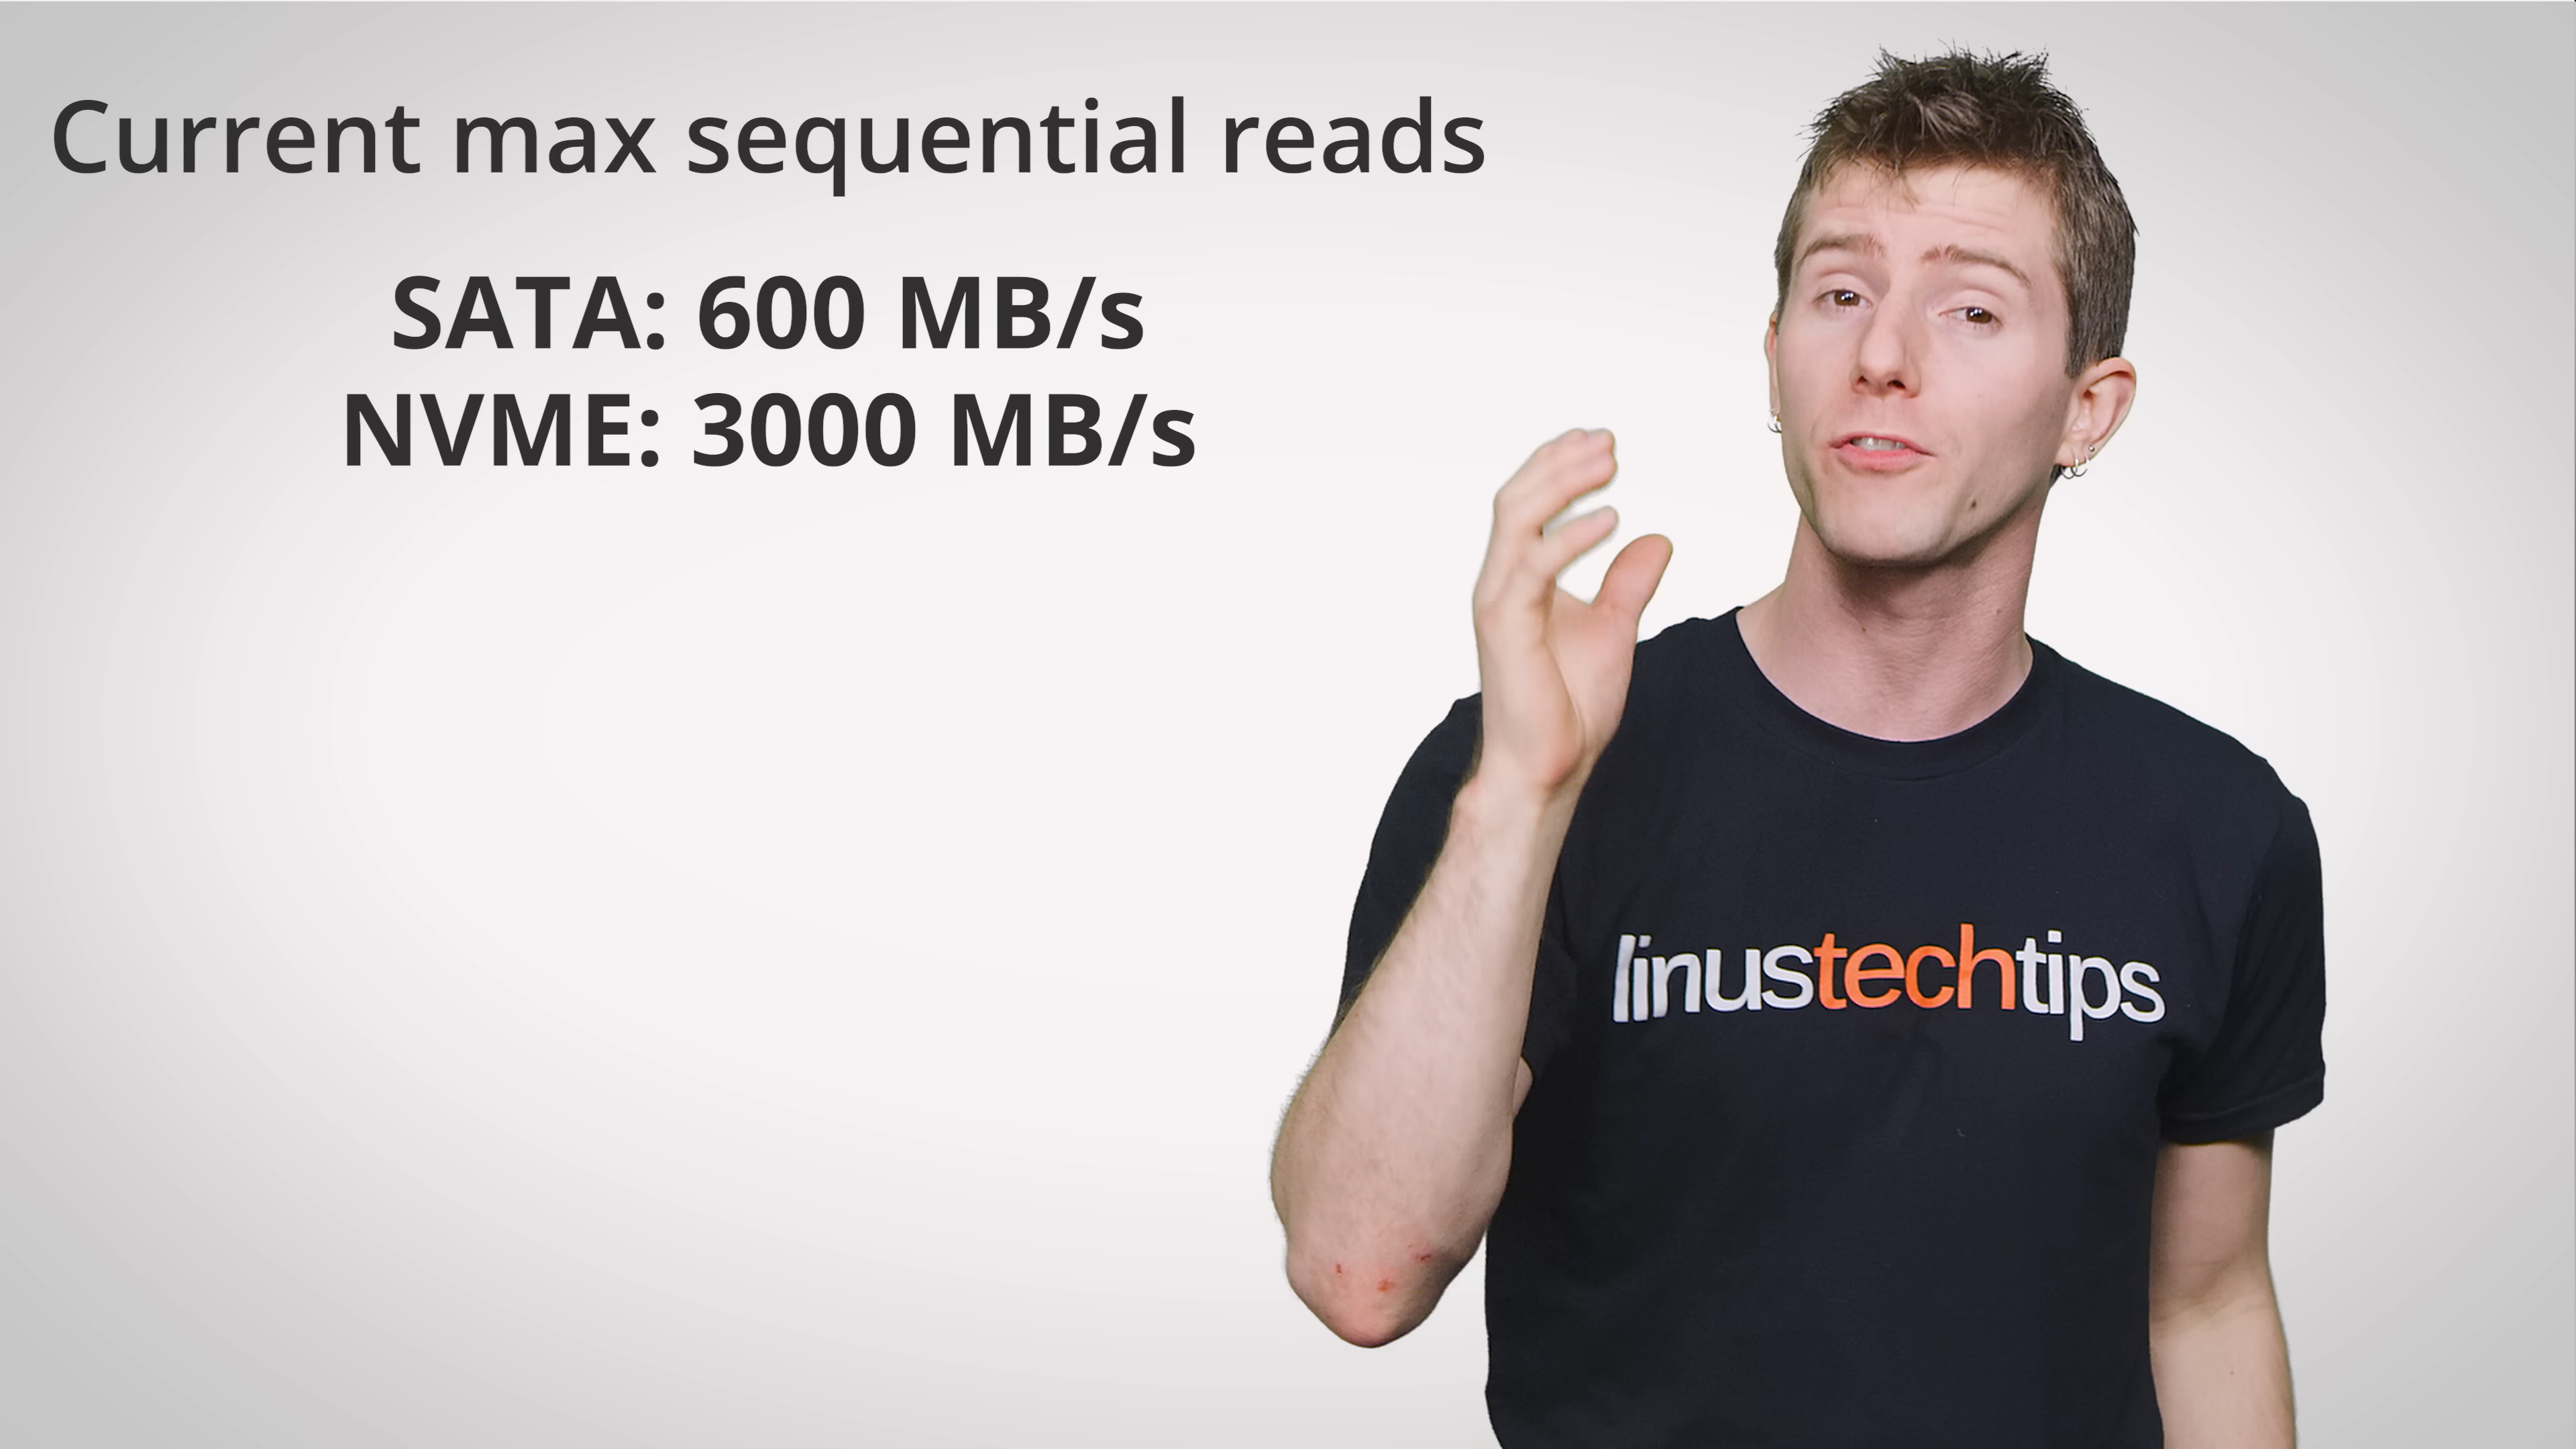 Current max sequential reads
SATA: 600 MB/s
NVME: 3000 MB/s
linustechtips